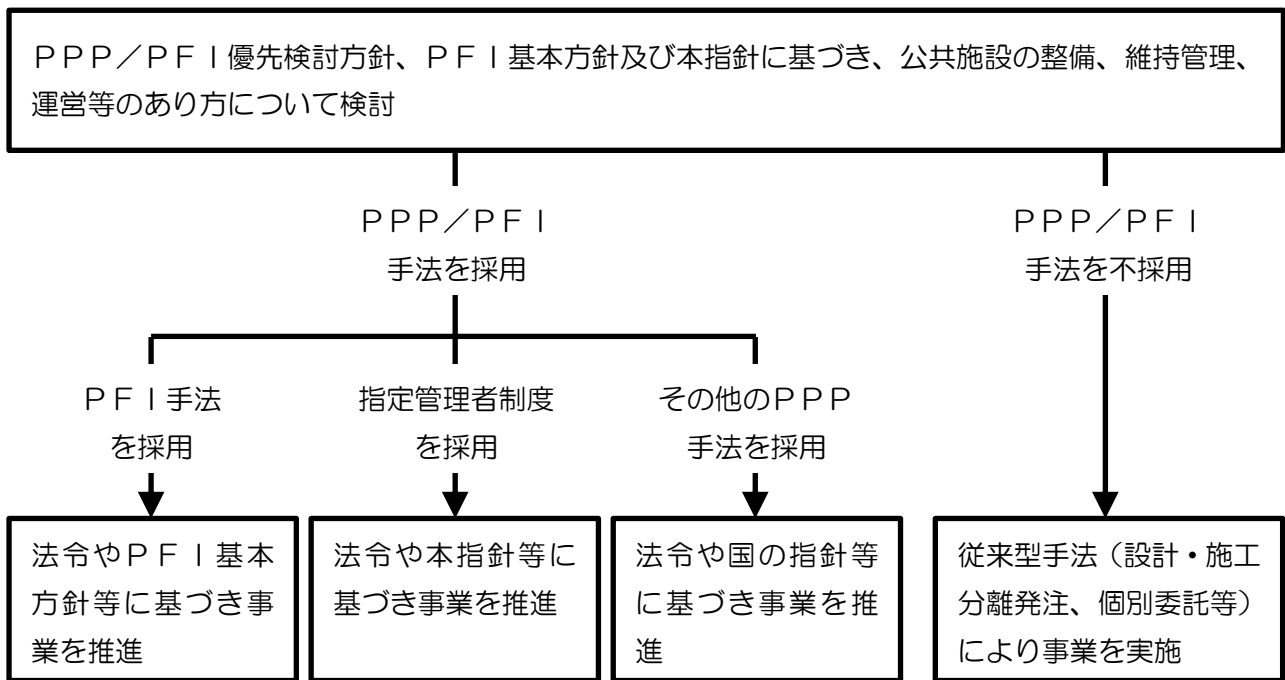 ＰＰＰ／ＰＦＩ優先検討方針、ＰＦＩ基本方針及び本指針に基づき、公共施設の整備、維持管理、
運営等のあり方について検討
ＰＰＰ／ＰＦＩ
手法を採用
ＰＰＰ／ＰＦＩ
手法を不採用
ＰＦＩ手法
を採用
指定管理者制度
を採用
その他のＰＰＰ
手法を採用
法令やＰＦＩ基本
方針等に基づき事
業を推進
法令や本指針等に
基づき事業を推進
法令や国の指針等
に基づき事業を推
進
従来型手法（設計・施工
分離発注、個別委託等）
により事業を実施